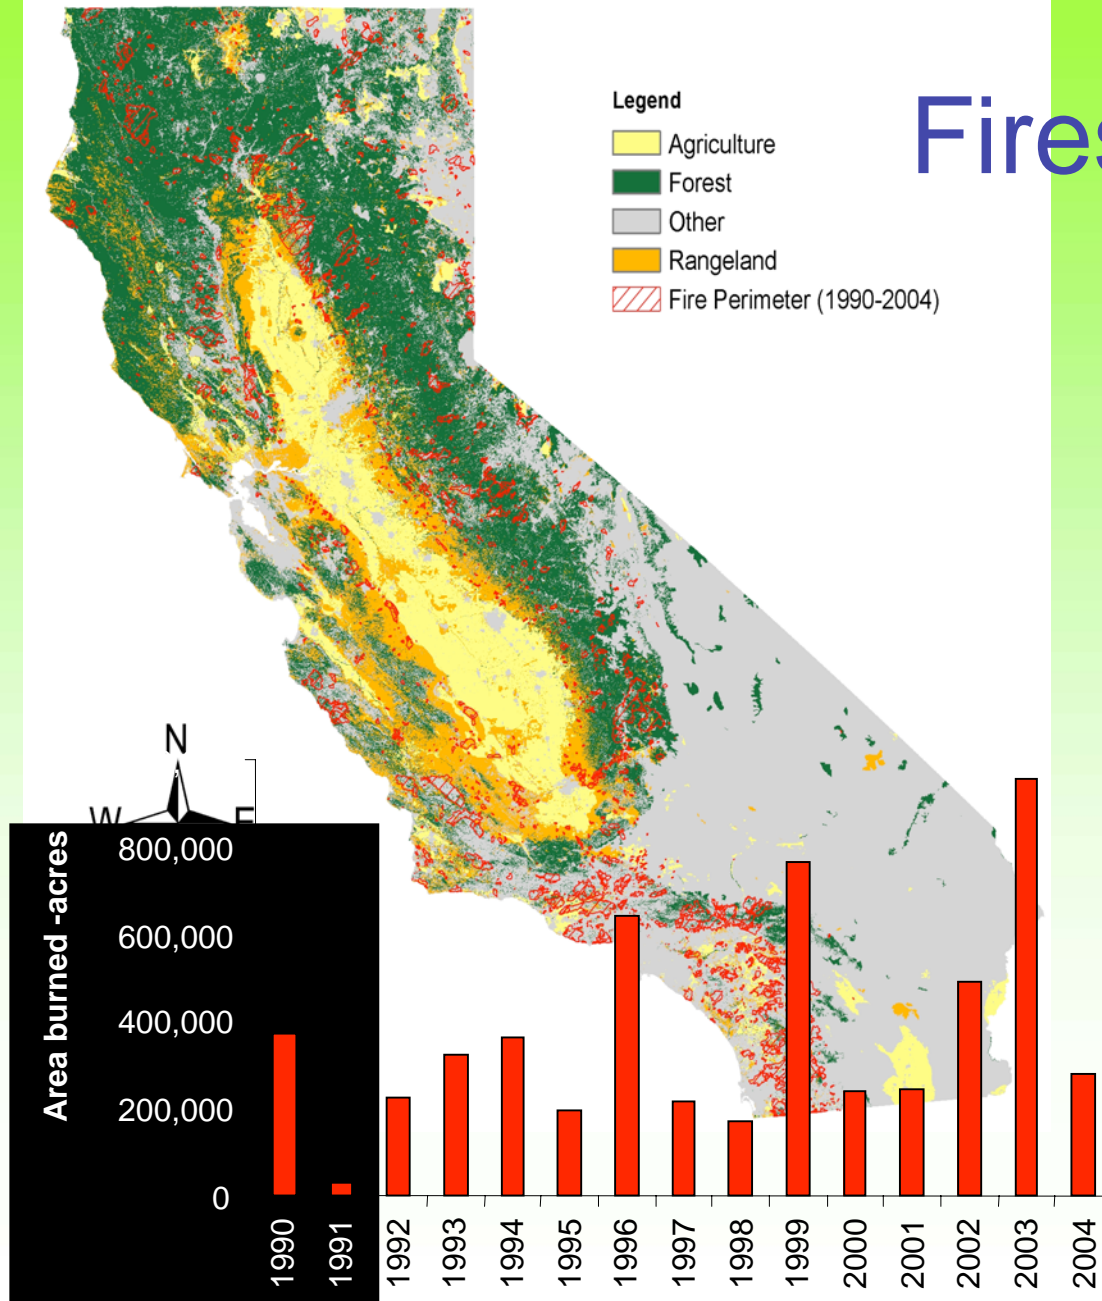 Fires
Legend
Agriculture
Forest
Other
Rangeland
Fire Perimeter (1990-2004)
N
W E
Area burned -acres
800,000
600,000
400,000
200,000
0
1990 1991 1992 1993 1994 1995 1996 1997 1998 1999 2000 2001 2002 2003 2004